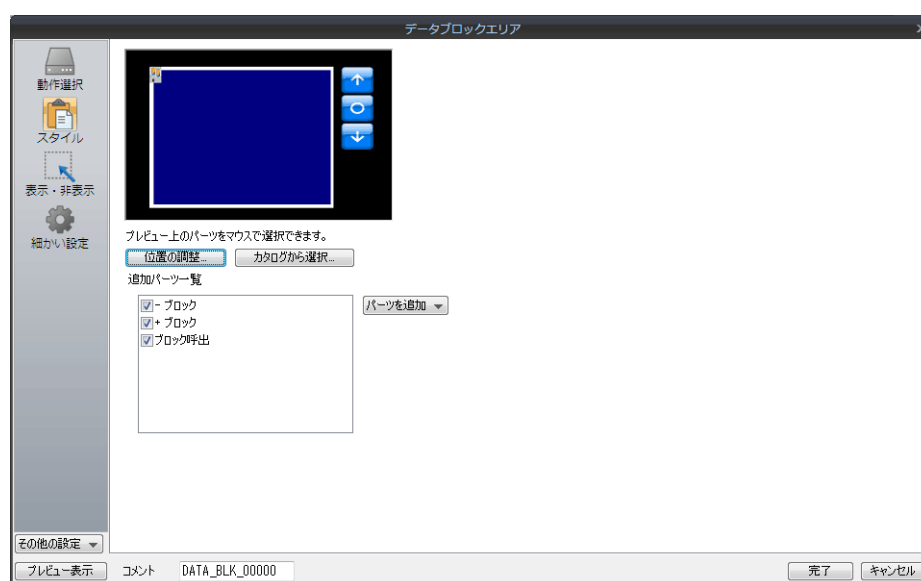 データブロックエリア
動作選択
スタイル
表示・非表示
細かい設定
プレビュー上のパーツをマウスで選択できます。
位置の調整... カタログから選択...
追加パーツ一覧
- ブロック
+ ブロック
ブロック呼出
パーツを追加
その他の設定
プレビュー表示 コメント DATA_BLK_00000 完了 キャンセル